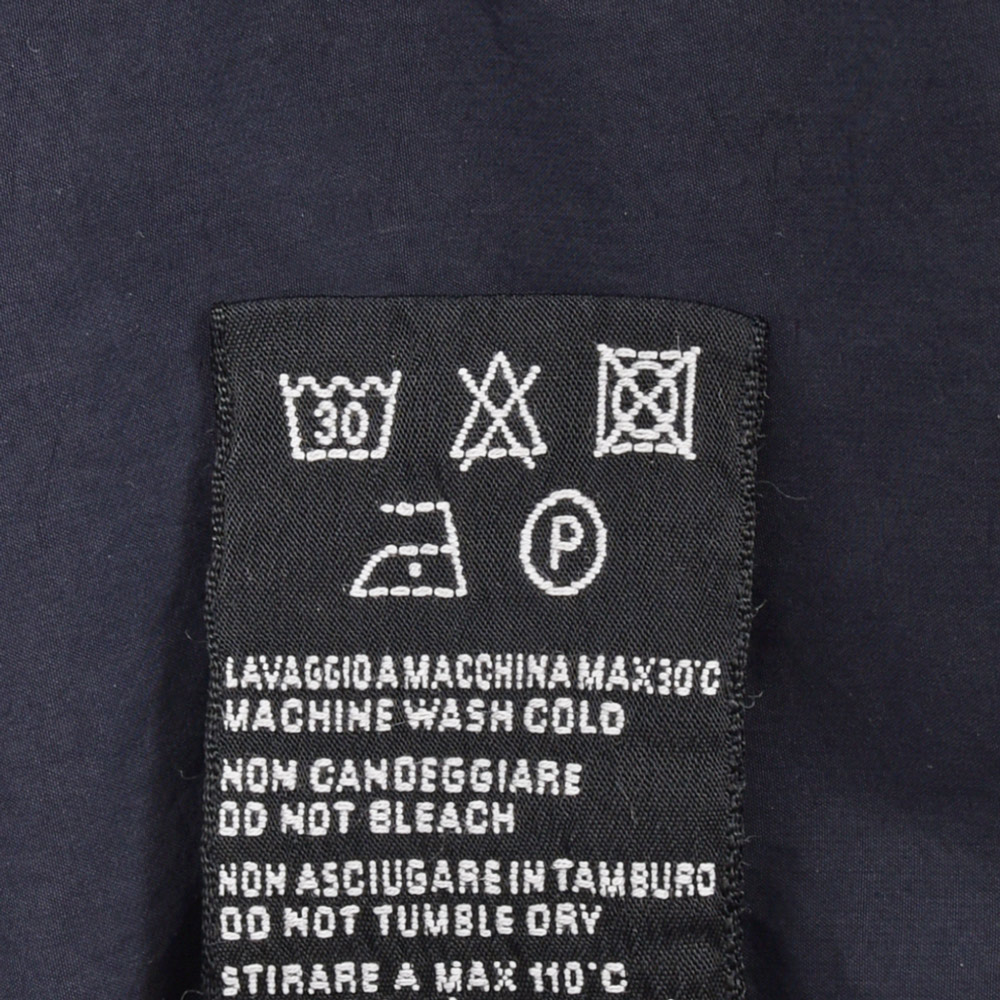 30
P
LAVAGGIO A MACCHINA MAX 30°C
MACHINE WASH COLD
NON CANDEGGIARE
DO NOT BLEACH
NON ASCIUGARE IN TAMBURO
DO NOT TUMBLE DRY
STIRARE A MAX 110°C